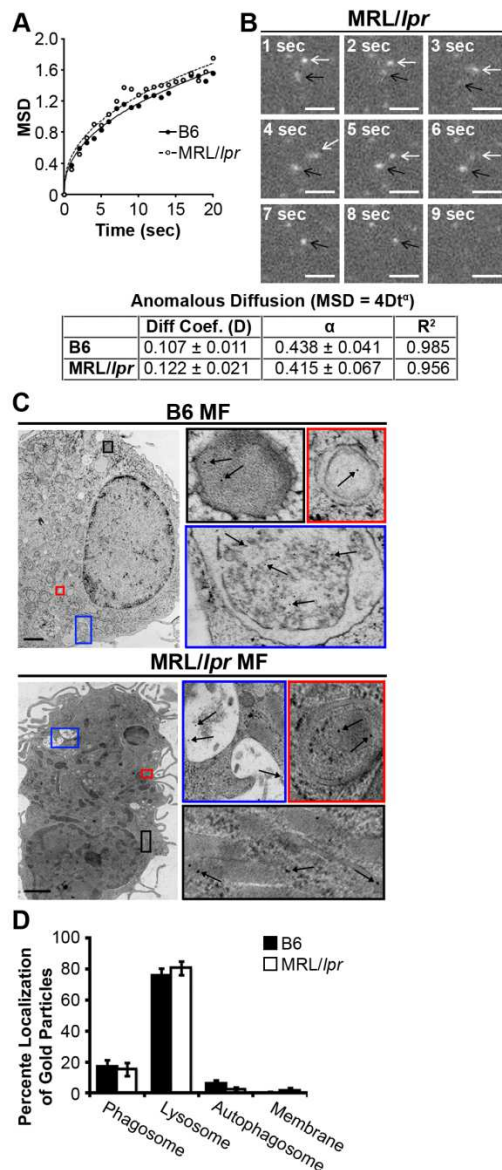 A
MSD
2.0
1.6
1.2
0.8
0.4
0
0 5 10 15 20
Time (sec)
B6
MRL/lpr
B
MRL/lpr
1 sec 2 sec 3 sec
4 sec 5 sec 6 sec
7 sec 8 sec 9 sec
Anomalous Diffusion (MSD = 4Dtᵅ)
Diff Coef. (D) α R²
B6 0.107 ± 0.011 0.438 ± 0.041 0.985
MRL/lpr 0.122 ± 0.021 0.415 ± 0.067 0.956
C
B6 MF
MRL/lpr MF
D
Percente Localization
of Gold Particles
100
80
60
40
20
0
B6
MRL/lpr
Phagosome
Lysosome
Autophagosome
Membrane